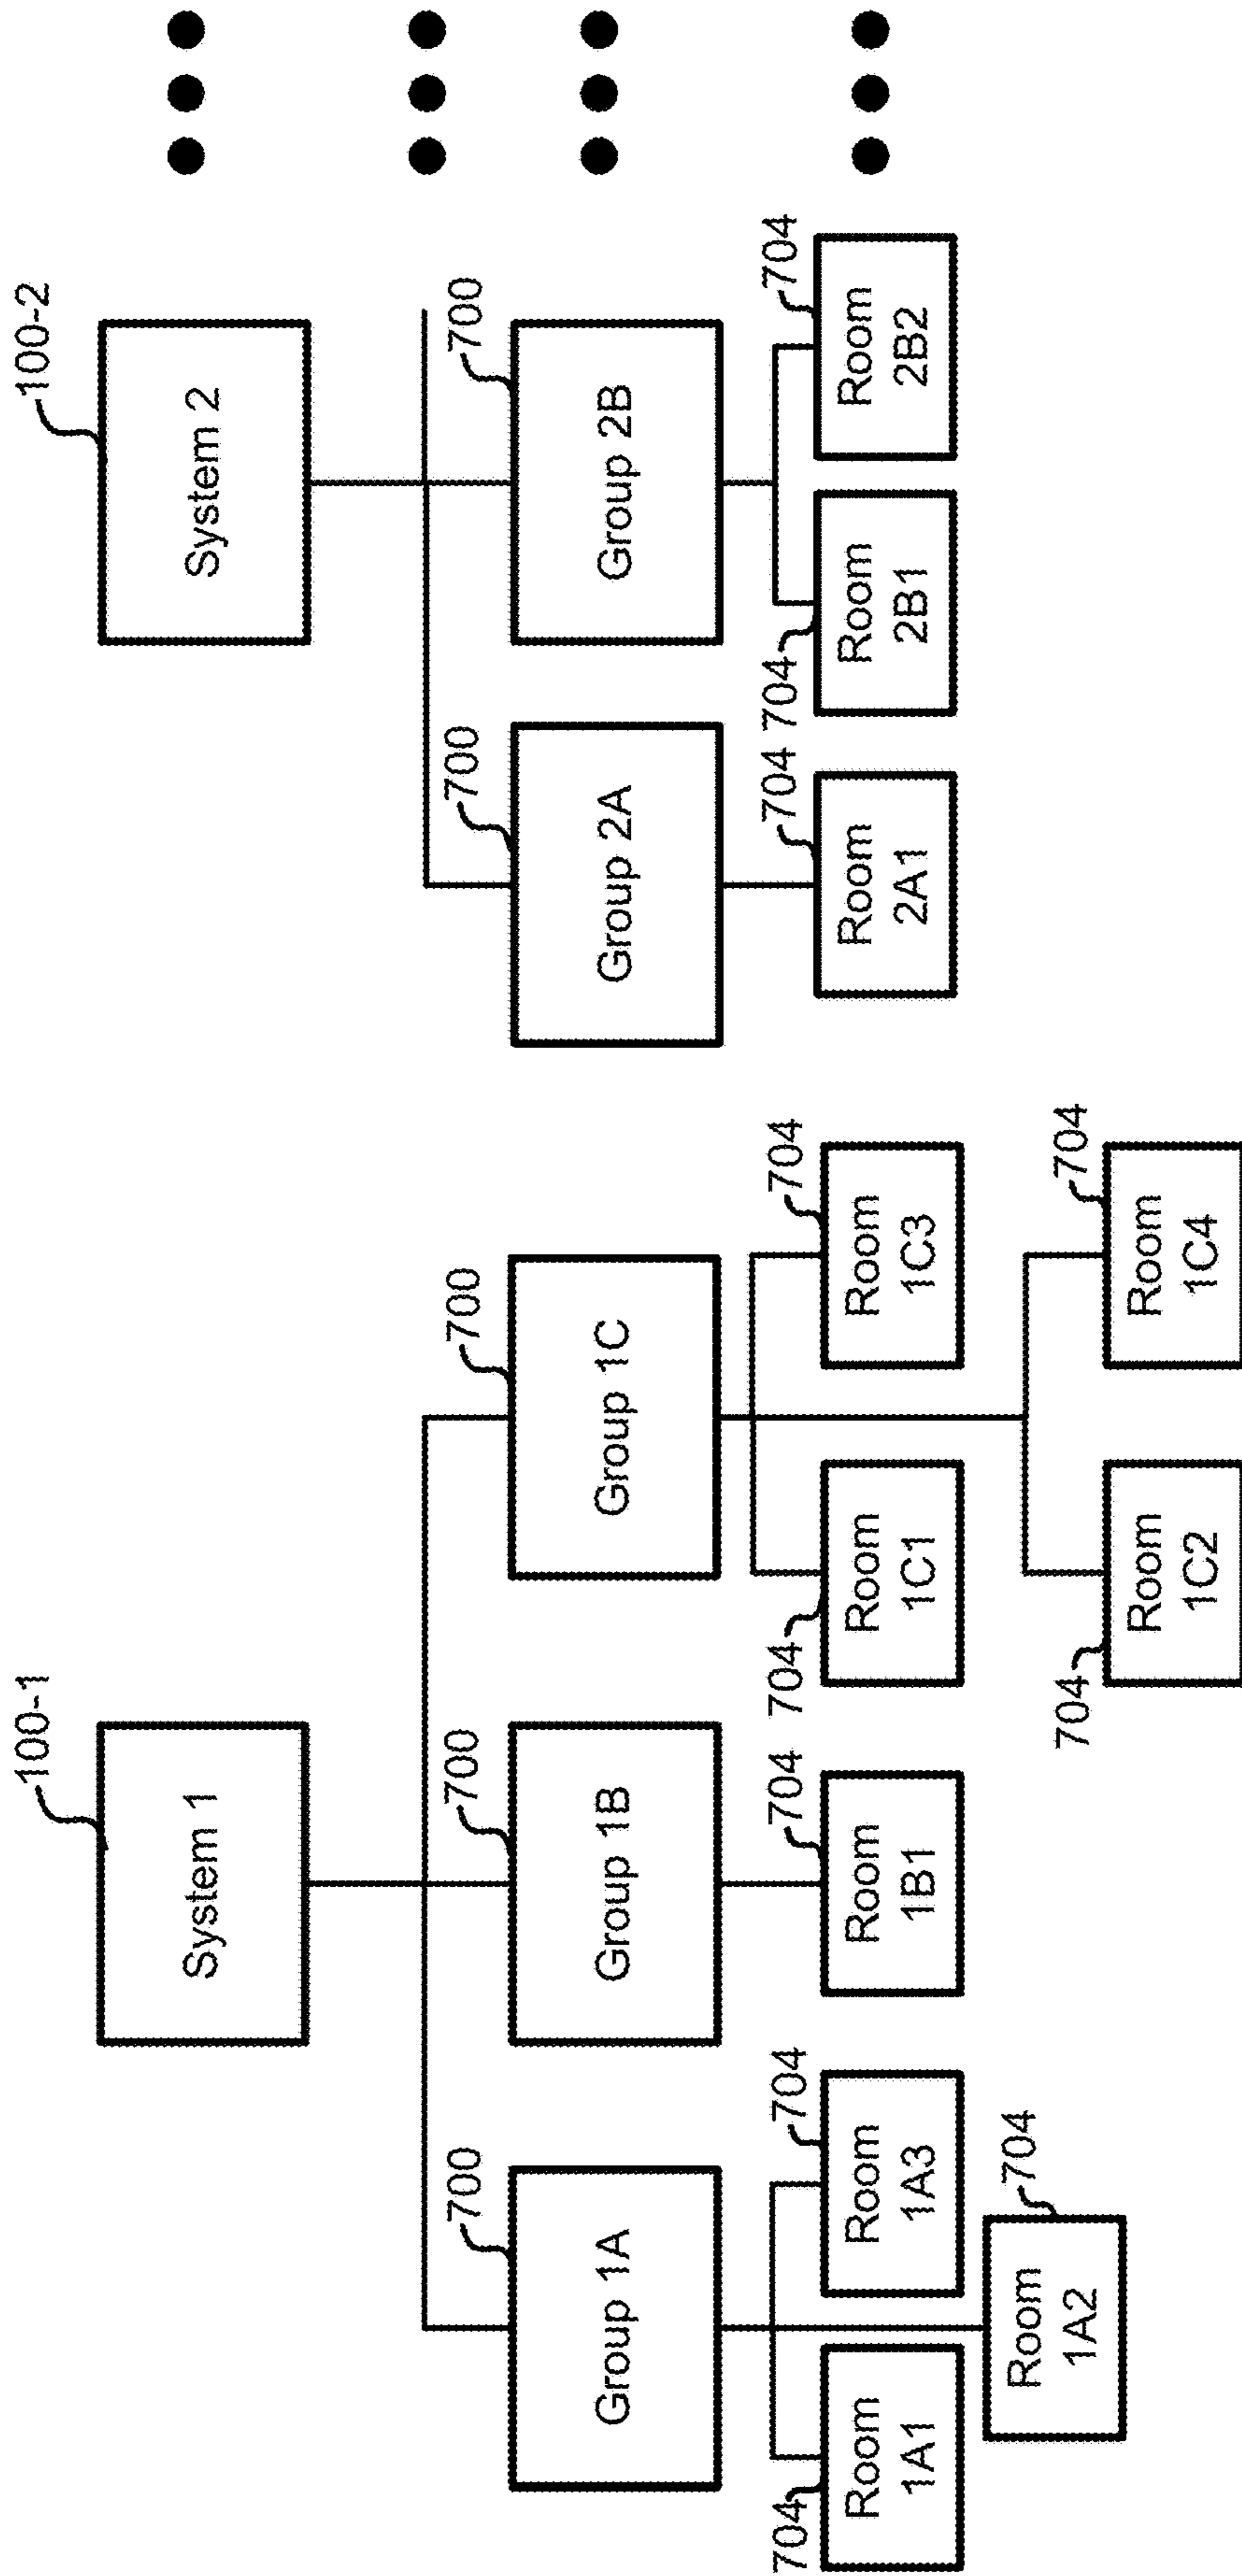 100-1
System 1
100-2
System 2
700
Group 1A
700
Group 1B
700
Group 1C
700
Group 2A
700
Group 2B
704
Room
1A1
704
Room
1A3
704
Room
1A2
704
Room
1B1
704
Room
1C1
704
Room
1C3
704
Room
1C2
704
Room
1C4
704
Room
2A1
704
Room
2B1
704
Room
2B2